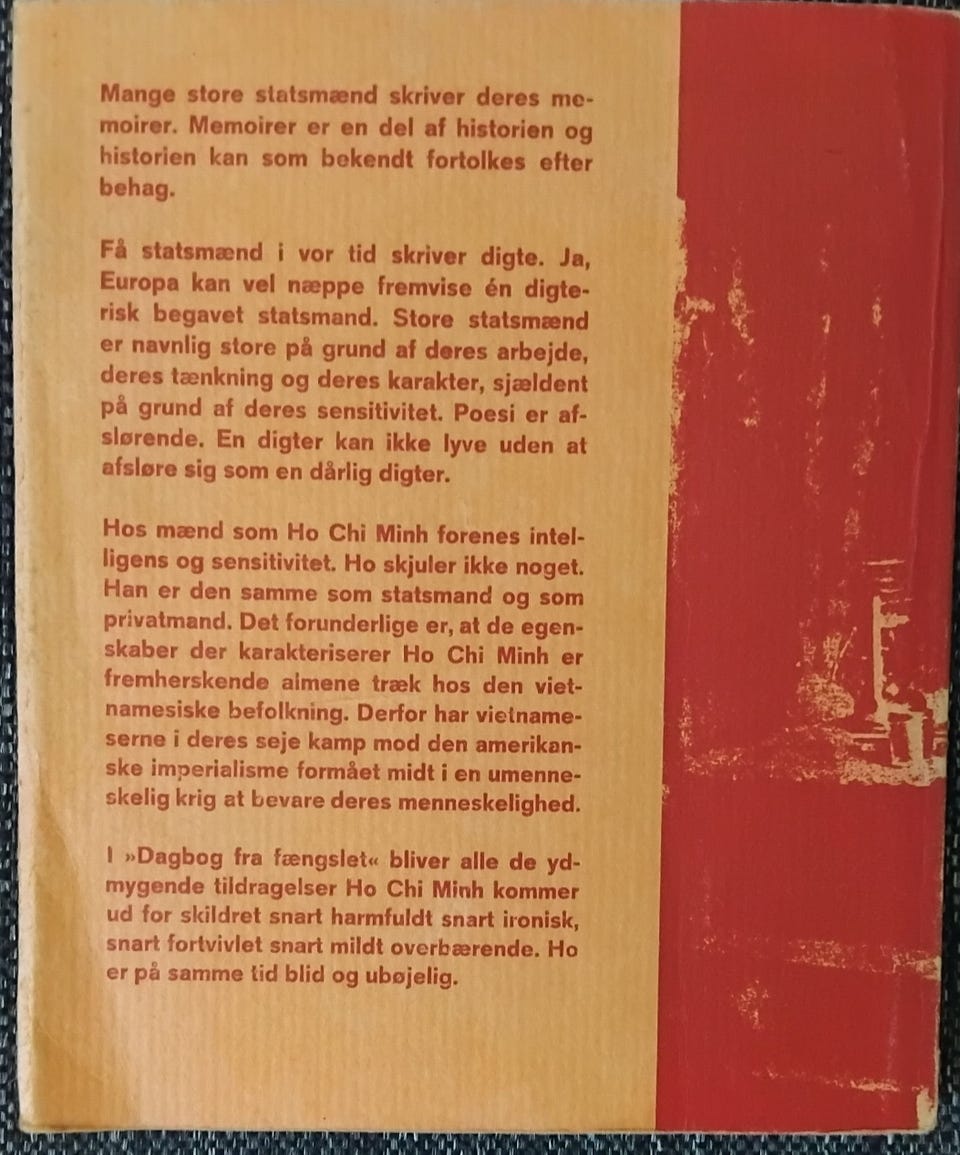 Mange store statsmænd skriver deres me-
moirer. Memoirer er en del af historien og
historien kan som bekendt fortolkes efter
behag.
Få statsmænd i vor tid skriver digte. Ja,
Europa kan vel næppe fremvise én digte-
risk begavet statsmand. Store statsmænd
er navnlig store på grund af deres arbejde,
deres tænkning og deres karakter, sjældent
på grund af deres sensitivitet. Poesi er af-
slørende. En digter kan ikke lyve uden at
afsløre sig som en dårlig digter.
Hos mænd som Ho Chi Minh forenes intel-
ligens og sensitivitet. Ho skjuler ikke noget.
Han er den samme som statsmand og som
privatmand. Det forunderlige er, at de egen-
skaber der karakteriserer Ho Chi Minh er
fremherskende almene træk hos den viet-
namesiske befolkning. Derfor har vietname-
serne i deres seje kamp mod den amerikan-
ske imperialisme formået midt i en umenne-
skelig krig at bevare deres menneskelighed.
I »Dagbog fra fængslet« bliver alle de yd-
mygende tildragelser Ho Chi Minh kommer
ud for skildret snart harmfuldt snart ironisk,
snart fortvivlet snart mildt overbærende. Ho
er på samme tid blid og ubøjelig.